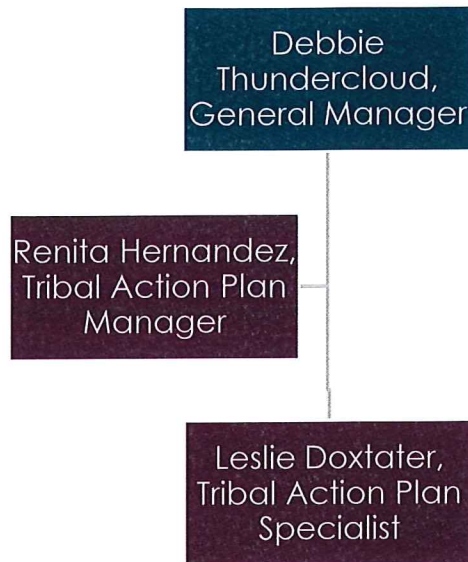 Debbie
Thundercloud,
General Manager
Renita Hernandez,
Tribal Action Plan
Manager
Leslie Doxtater,
Tribal Action Plan
Specialist